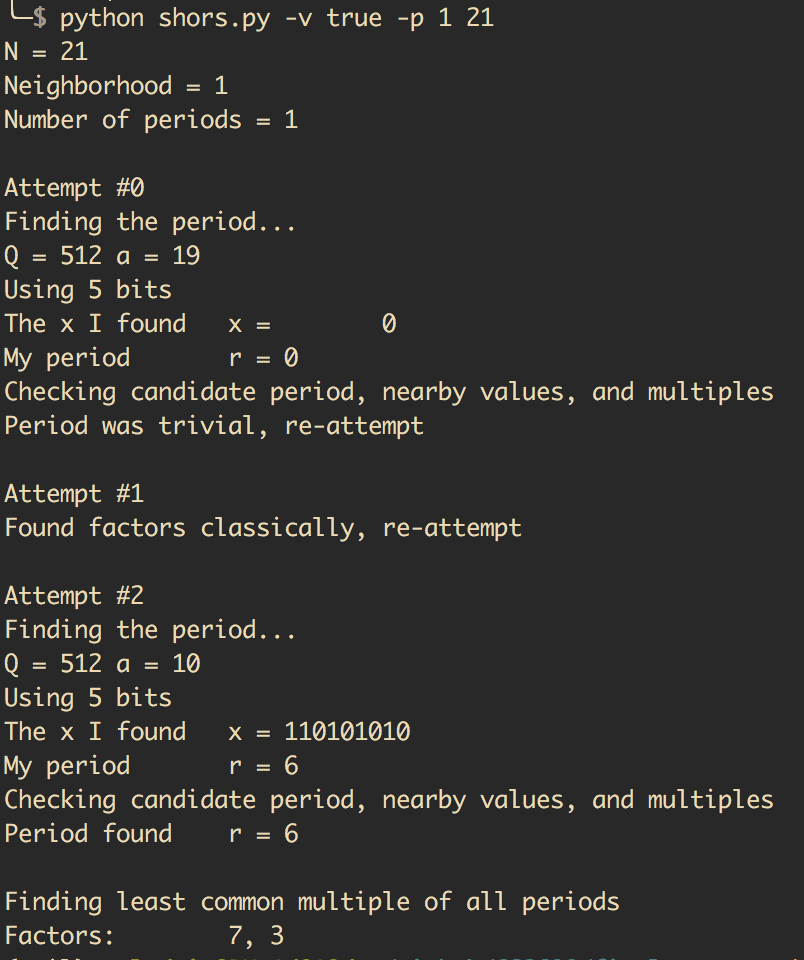 └─$ python shors.py -v true -p 1 21
N = 21
Neighborhood = 1
Number of periods = 1
Attempt #0
Finding the period...
Q = 512 a = 19
Using 5 bits
The x I found   x =        0
My period       r = 0
Checking candidate period, nearby values, and multiples
Period was trivial, re-attempt
Attempt #1
Found factors classically, re-attempt
Attempt #2
Finding the period...
Q = 512 a = 10
Using 5 bits
The x I found   x = 110101010
My period       r = 6
Checking candidate period, nearby values, and multiples
Period found    r = 6
Finding least common multiple of all periods
Factors:        7, 3